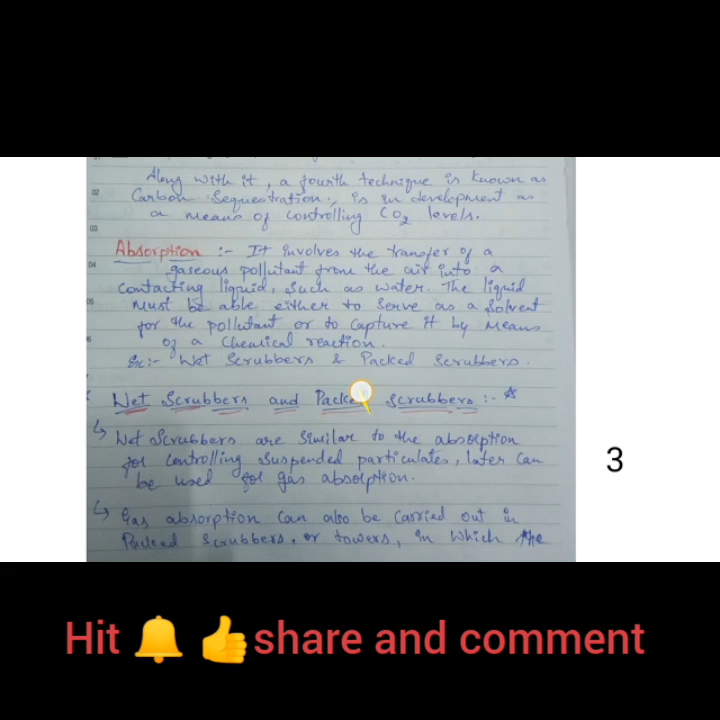 Along with it, a fourth technique is known as
02
Carbon Sequestration, is in development as
a means of controlling CO2 levels.
03
Absorption :- It involves the transfer of a
04
gaseous pollutant from the air into a
contacting liquid, such as water. The liquid
05
must be able either to serve as a solvent
for the pollutant or to capture it by means
of a chemical reaction.
Ex:- Wet Scrubbers & Packed Scrubbers.
Wet Scrubbers and Packed Scrubbers :- ☆
↳ Wet Scrubbers are similar to the absorption
for controlling suspended particulates, later can
be used for gas absorption.
3
↳ Gas absorption can also be carried out in
Packed scrubbers, or towers, in which the
Hit 🔔 👍 share and comment